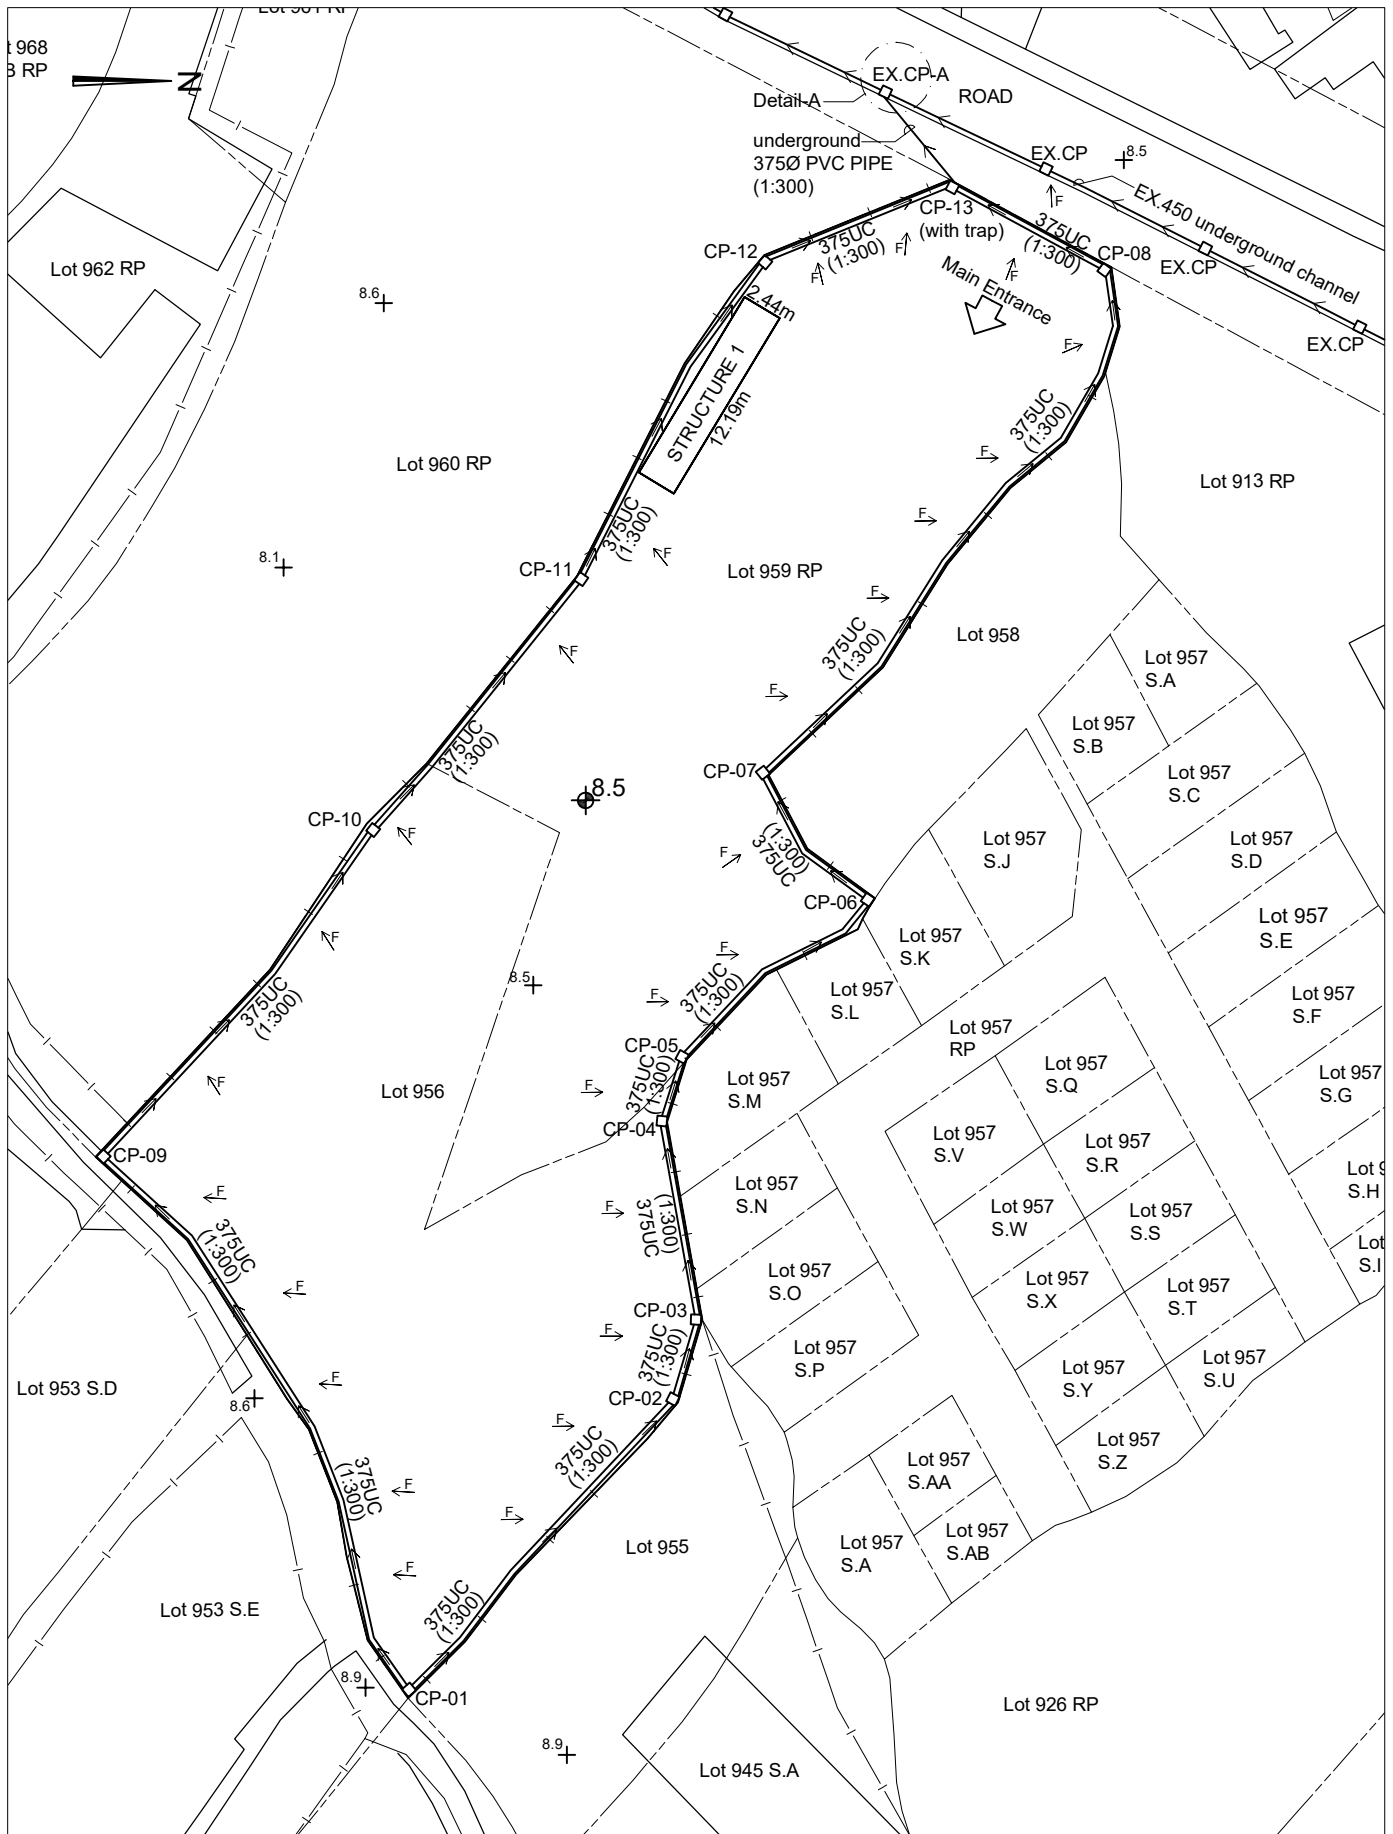 Lot 961 RP
t 968
3 RP
N
EX.CP-A
ROAD
Detail-A
underground
375Ø PVC PIPE
(1:300)
EX.CP
8.5
EX.450 underground channel
EX.CP
EX.CP
CP-13
(with trap)
375UC
(1:300)
375UC
(1:300)
CP-08
CP-12
F
F
F
F
Main Entrance
Lot 962 RP
8.6
2.44m
STRUCTURE 1
12.19m
F
375UC
(1:300)
F
Lot 960 RP
Lot 913 RP
F
375UC
(1:300)
F
8.1
CP-11
Lot 959 RP
F
Lot 958
375UC
(1:300)
F
F
Lot 957
S.A
Lot 957
S.B
Lot 957
S.C
375UC
(1:300)
CP-07
8.5
CP-10
F
(1:300)
375UC
F
Lot 957
S.J
Lot 957
S.D
CP-06
Lot 957
S.E
Lot 957
S.K
F
F
8.5
375UC
(1:300)
F
Lot 957
S.L
Lot 957
S.F
375UC
(1:300)
Lot 957
RP
CP-05
375UC
(1:300)
F
F
Lot 956
Lot 957
S.M
Lot 957
S.Q
Lot 957
S.G
CP-04
Lot 957
S.V
Lot 957
S.R
CP-09
F
(1:300)
375UC
F
Lot 957
S.N
Lot 9
S.H
Lot 957
S.W
Lot 957
S.S
375UC
(1:300)
Lot
S.I
Lot 957
S.O
Lot 957
S.X
Lot 957
S.T
F
CP-03
F
375UC
(1:300)
Lot 957
S.P
Lot 957
S.Y
Lot 957
S.U
Lot 953 S.D
F
8.6
CP-02
F
375UC
(1:300)
Lot 957
S.Z
Lot 957
S.AA
375UC
(1:300)
F
F
Lot 955
Lot 957
S.A
Lot 957
S.AB
F
Lot 953 S.E
375UC
(1:300)
8.9
CP-01
Lot 926 RP
8.9
Lot 945 S.A